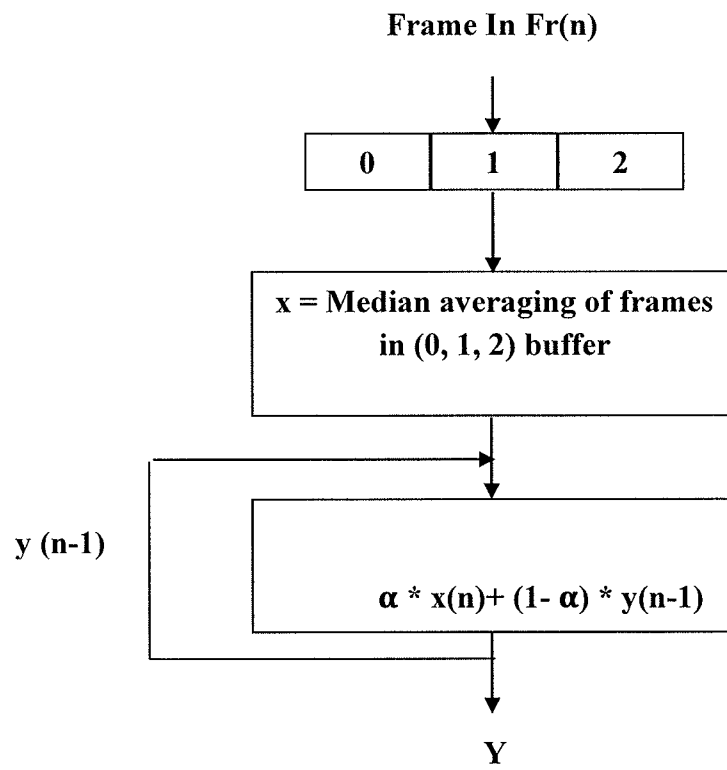 Frame In Fr(n)
0 1 2
x = Median averaging of frames
in (0, 1, 2) buffer
y (n-1)
α * x(n)+ (1- α) * y(n-1)
Y